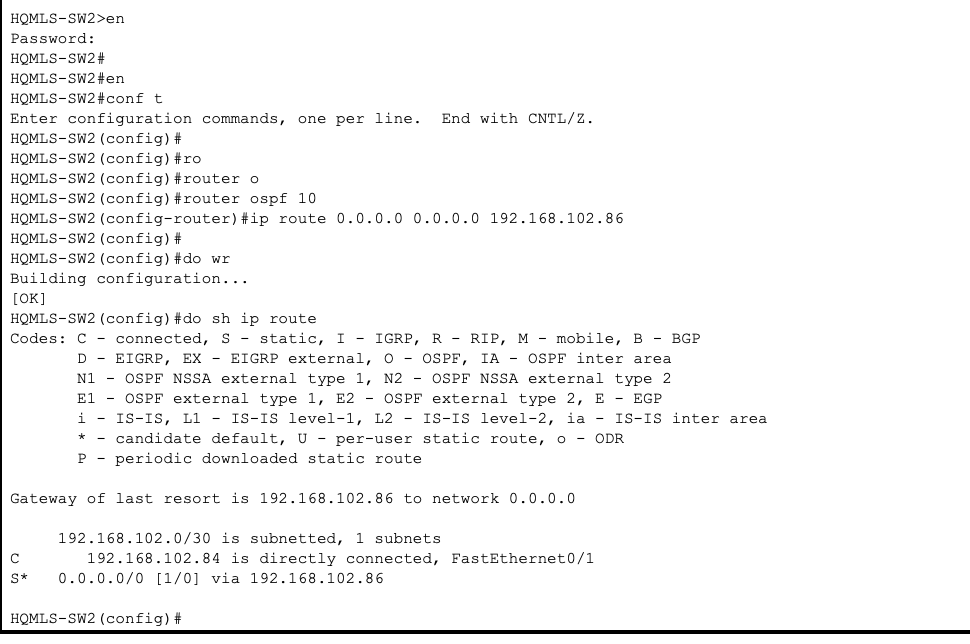 HQMLS-SW2>en
Password:
HQMLS-SW2#
HQMLS-SW2#en
HQMLS-SW2#conf t
Enter configuration commands, one per line.  End with CNTL/Z.
HQMLS-SW2(config)#
HQMLS-SW2(config)#ro
HQMLS-SW2(config)#router o
HQMLS-SW2(config)#router ospf 10
HQMLS-SW2(config-router)#ip route 0.0.0.0 0.0.0.0 192.168.102.86
HQMLS-SW2(config)#
HQMLS-SW2(config)#do wr
Building configuration...
[OK]
HQMLS-SW2(config)#do sh ip route
Codes: C - connected, S - static, I - IGRP, R - RIP, M - mobile, B - BGP
       D - EIGRP, EX - EIGRP external, O - OSPF, IA - OSPF inter area
       N1 - OSPF NSSA external type 1, N2 - OSPF NSSA external type 2
       E1 - OSPF external type 1, E2 - OSPF external type 2, E - EGP
       i - IS-IS, L1 - IS-IS level-1, L2 - IS-IS level-2, ia - IS-IS inter area
       * - candidate default, U - per-user static route, o - ODR
       P - periodic downloaded static route

Gateway of last resort is 192.168.102.86 to network 0.0.0.0

     192.168.102.0/30 is subnetted, 1 subnets
C       192.168.102.84 is directly connected, FastEthernet0/1
S*   0.0.0.0/0 [1/0] via 192.168.102.86

HQMLS-SW2(config)#